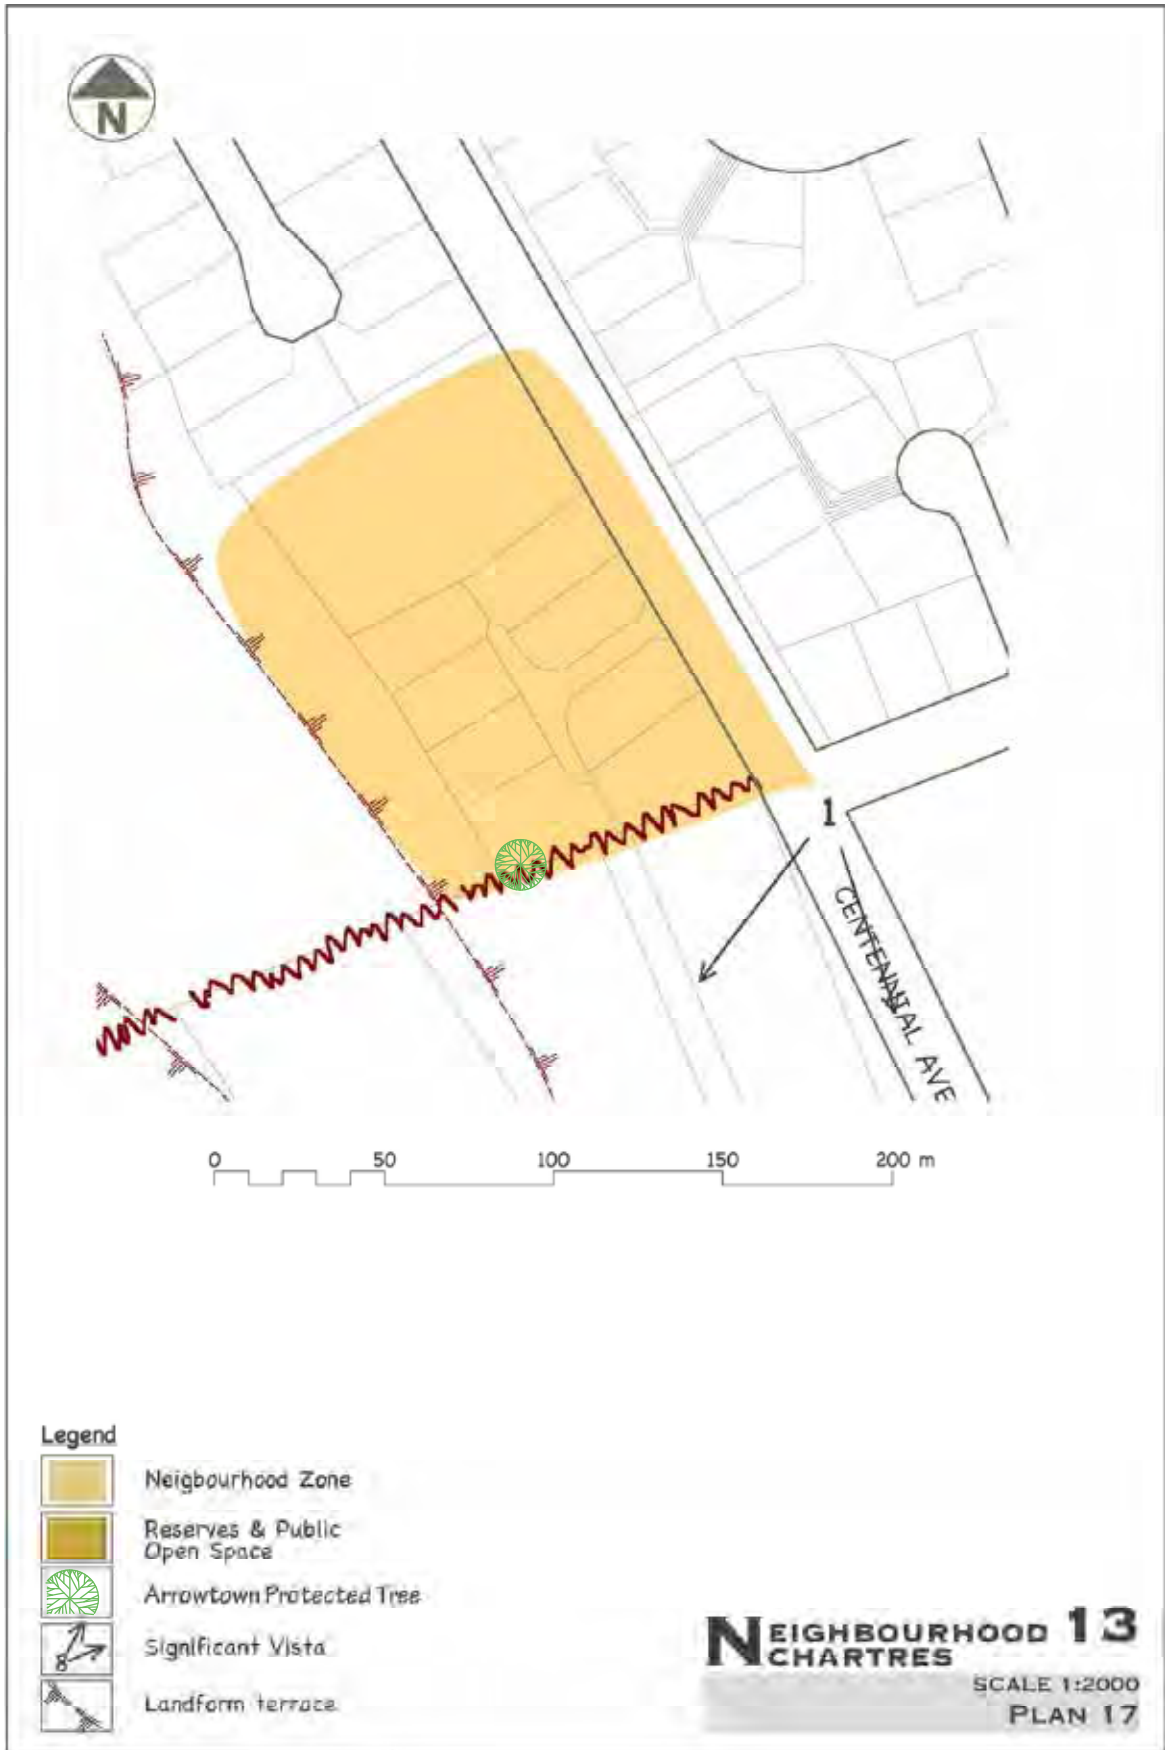 N
1
CENTENNIAL AVE
0 50 100 150 200 m
Legend
Neigbourhood Zone
Reserves & Public
Open Space
Arrowtown Protected Tree
8
Significant Vista
Landform terrace
NEIGHBOURHOOD 13
CHARTRES
SCALE 1:2000
PLAN 17